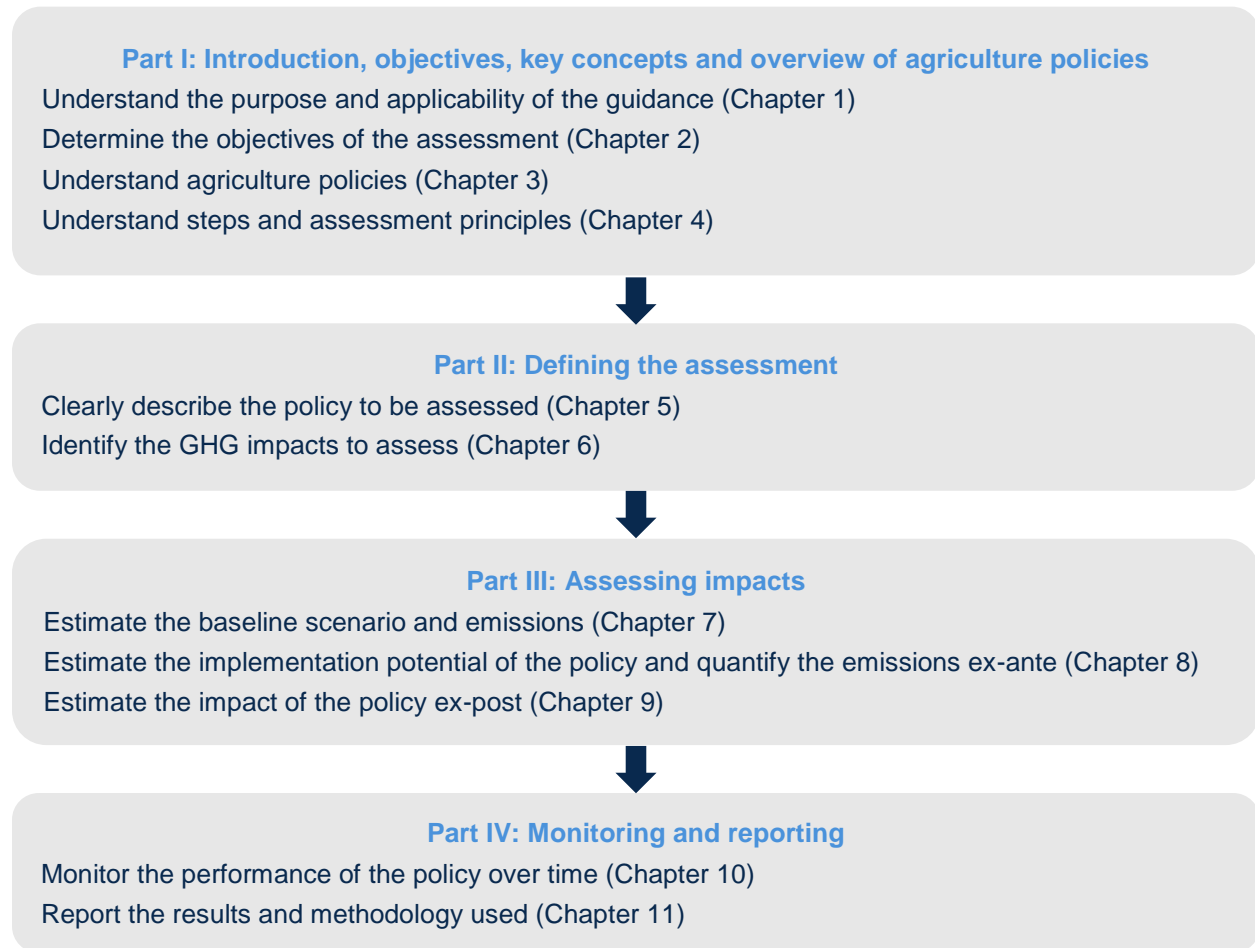 Part I: Introduction, objectives, key concepts and overview of agriculture policies
Understand the purpose and applicability of the guidance (Chapter 1)
Determine the objectives of the assessment (Chapter 2)
Understand agriculture policies (Chapter 3)
Understand steps and assessment principles (Chapter 4)
Part II: Defining the assessment
Clearly describe the policy to be assessed (Chapter 5)
Identify the GHG impacts to assess (Chapter 6)
Part III: Assessing impacts
Estimate the baseline scenario and emissions (Chapter 7)
Estimate the implementation potential of the policy and quantify the emissions ex-ante (Chapter 8)
Estimate the impact of the policy ex-post (Chapter 9)
Part IV: Monitoring and reporting
Monitor the performance of the policy over time (Chapter 10)
Report the results and methodology used (Chapter 11)